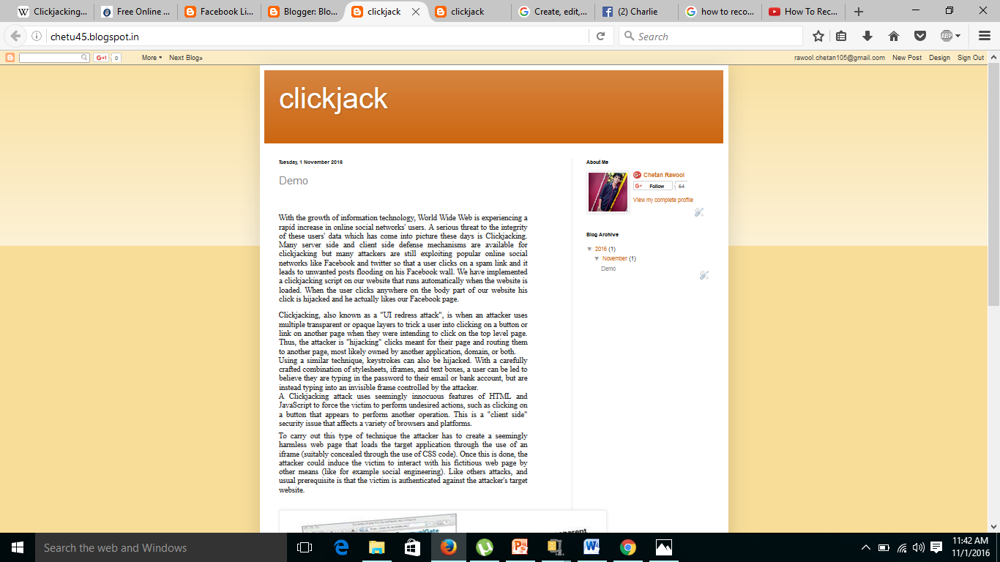 Clickjacking...
Free Online ...
Facebook Li...
Blogger: Blo...
clickjack
clickjack
Create, edit,...
(2) Charlie
how to reco...
How To Rec...
chetu45.blogspot.in
Search
ABP
G+1 0
More
Next Blog»
rawool.chetan105@gmail.com
New Post
Design
Sign Out
clickjack
Tuesday, 1 November 2016
Demo
With the growth of information technology, World Wide Web is experiencing a
rapid increase in online social networks' users. A serious threat to the integrity
of these users' data which has come into picture these days is Clickjacking.
Many server side and client side defense mechanisms are available for
clickjacking but many attackers are still exploiting popular online social
networks like Facebook and twitter so that a user clicks on a spam link and it
leads to unwanted posts flooding on his Facebook wall. We have implemented
a clickjacking script on our website that runs automatically when the website is
loaded. When the user clicks anywhere on the body part of our website his
click is hijacked and he actually likes our Facebook page.
Clickjacking, also known as a "UI redress attack", is when an attacker uses
multiple transparent or opaque layers to trick a user into clicking on a button or
link on another page when they were intending to click on the top level page.
Thus, the attacker is "hijacking" clicks meant for their page and routing them
to another page, most likely owned by another application, domain, or both.
Using a similar technique, keystrokes can also be hijacked. With a carefully
crafted combination of stylesheets, iframes, and text boxes, a user can be led to
believe they are typing in the password to their email or bank account, but are
instead typing into an invisible frame controlled by the attacker.
A Clickjacking attack uses seemingly innocuous features of HTML and
JavaScript to force the victim to perform undesired actions, such as clicking on
a button that appears to perform another operation. This is a "client side"
security issue that affects a variety of browsers and platforms.
To carry out this type of technique the attacker has to create a seemingly
harmless web page that loads the target application through the use of an
iframe (suitably concealed through the use of CSS code). Once this is done, the
attacker could induce the victim to interact with his fictitious web page by
other means (like for example social engineering). Like others attacks, and
usual prerequisite is that the victim is authenticated against the attacker's target
website.
About Me
Chetan Rawool
G+ Follow 64
View my complete profile
Blog Archive
▼ 2016 (1)
▼ November (1)
Demo
Search the web and Windows
11:42 AM
11/1/2016